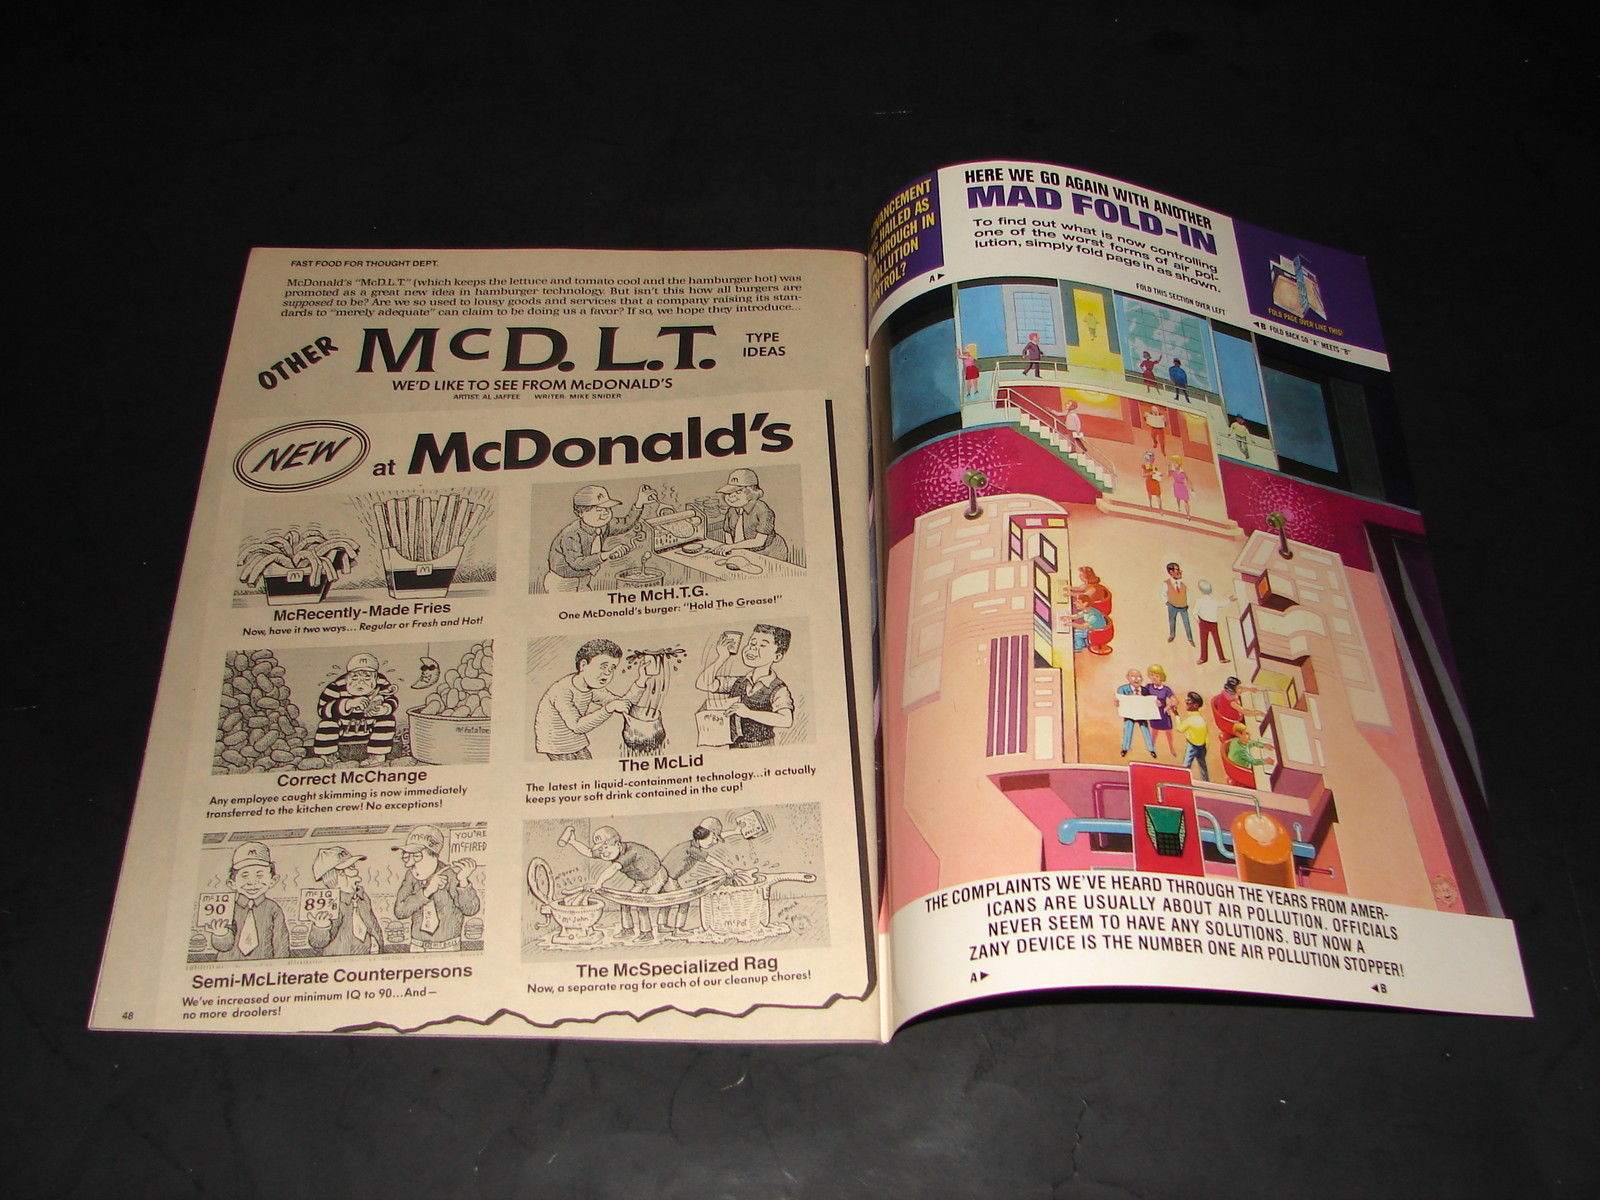 FAST FOOD FOR THOUGHT DEPT.
McDonald's "McD.L.T." (which keeps the lettuce and tomato cool and the hamburger hot) was
promoted as a great new idea in hamburger technology. But isn't this how all burgers are
supposed to be? Are we so used to lousy goods and services that a company raising its stan-
dards to "merely adequate" can claim to be doing us a favor? If so, we hope they introduce...
OTHER McD.L.T. TYPE
IDEAS
WE'D LIKE TO SEE FROM McDONALD'S
ARTIST: AL JAFFEE WRITER: MIKE SNIDER
NEW at McDonald's
McRecently-Made Fries
Now, have it two ways... Regular or Fresh and Hot!
McGrease
The McH.T.G.
One McDonald's burger: "Hold The Grease!"
McPotatoes
Correct McChange
Any employee caught skimming is now immediately
transferred to the kitchen crew! No exceptions!
McBag
The McLid
The latest in liquid-containment technology...it actually
keeps your soft drink contained in the cup!
McIQ
90
McIQ
89⅞
YOU'RE
McFIRED
Semi-McLiterate Counterpersons
We've increased our minimum IQ to 90...And—
no more droolers!
McJohn
McPot
The McSpecialized Rag
Now, a separate rag for each of our cleanup chores!
48
HAILED AS
THROUGH IN
A▶
HERE WE GO AGAIN WITH ANOTHER
MAD FOLD-IN
To find out what is now controlling
one of the worst forms of air pol-
lution, simply fold page in as shown.
FOLD THIS SECTION OVER LEFT
◀B FOLD BACK SO "A" MEETS "B"
FOLD PAGE OVER LIKE THIS!
THE COMPLAINTS WE'VE HEARD THROUGH THE YEARS FROM AMER-
ICANS ARE USUALLY ABOUT AIR POLLUTION. OFFICIALS
NEVER SEEM TO HAVE ANY SOLUTIONS. BUT NOW A
ZANY DEVICE IS THE NUMBER ONE AIR POLLUTION STOPPER!
A▶
◀B